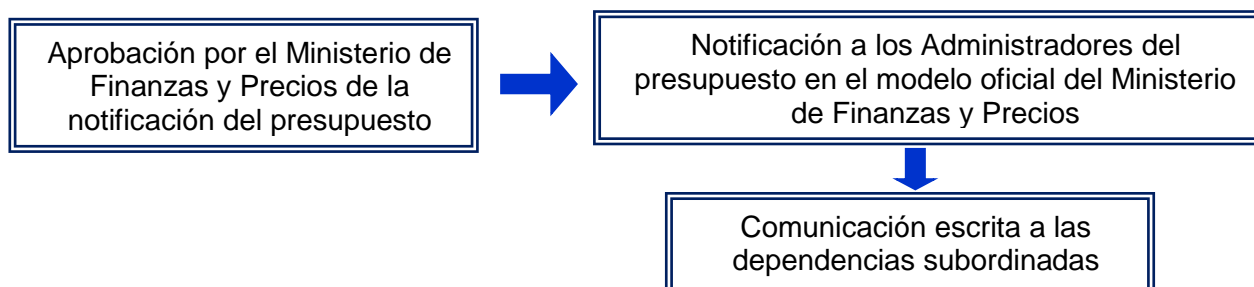 Aprobación por el Ministerio de
Finanzas y Precios de la
notificación del presupuesto
Notificación a los Administradores del
presupuesto en el modelo oficial del Ministerio
de Finanzas y Precios
Comunicación escrita a las
dependencias subordinadas